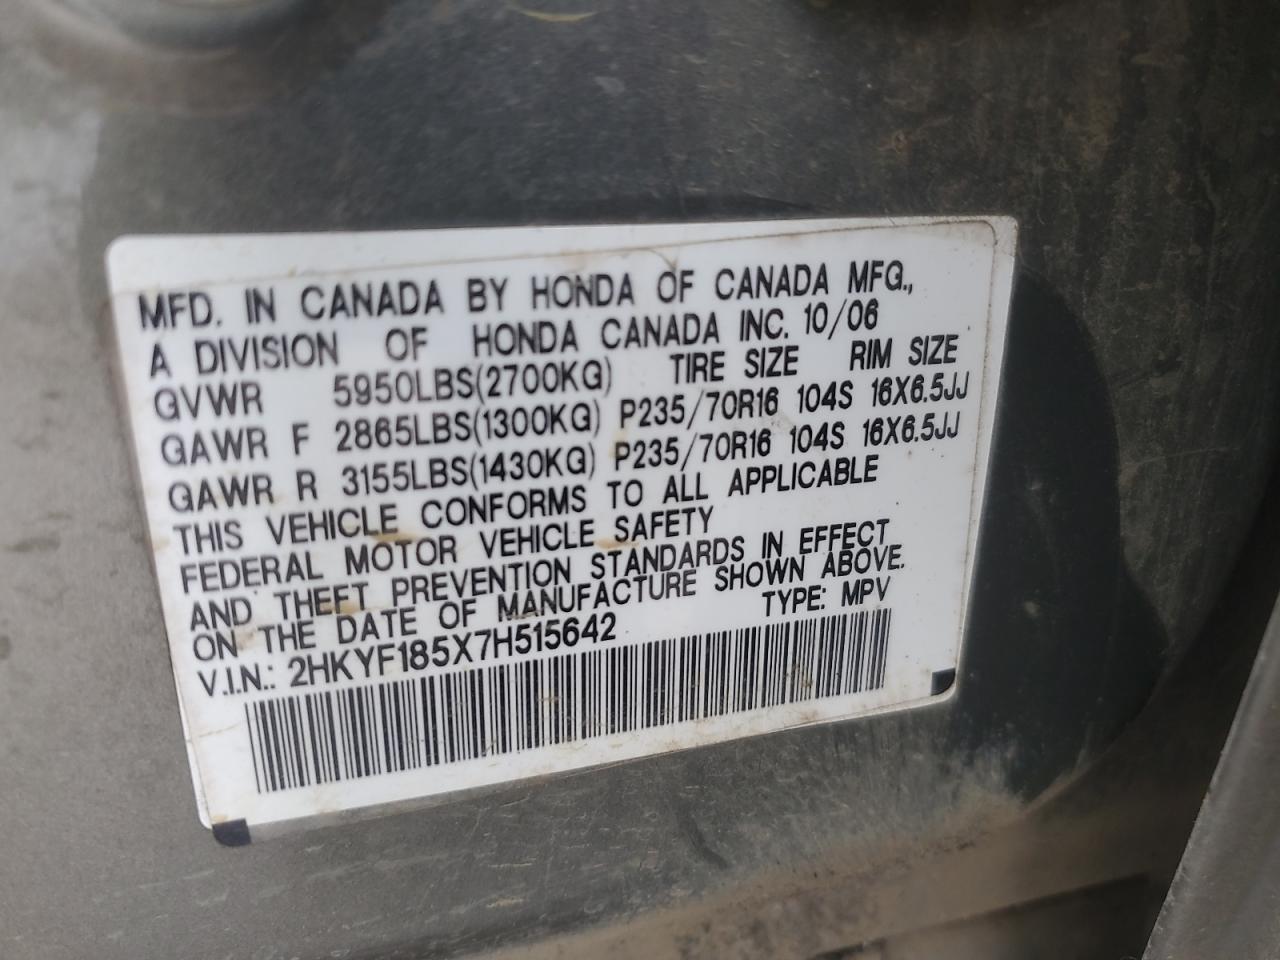 MFD. IN CANADA BY HONDA OF CANADA MFG.,
A DIVISION OF HONDA CANADA INC. 10/06
GVWR 5950LBS(2700KG) TIRE SIZE RIM SIZE
GAWR F 2865LBS(1300KG) P235/70R16 104S 16X6.5JJ
GAWR R 3155LBS(1430KG) P235/70R16 104S 16X6.5JJ
THIS VEHICLE CONFORMS TO ALL APPLICABLE
FEDERAL MOTOR VEHICLE SAFETY
AND THEFT PREVENTION STANDARDS IN EFFECT
ON THE DATE OF MANUFACTURE SHOWN ABOVE.
V.I.N.: 2HKYF185X7H515642 TYPE: MPV